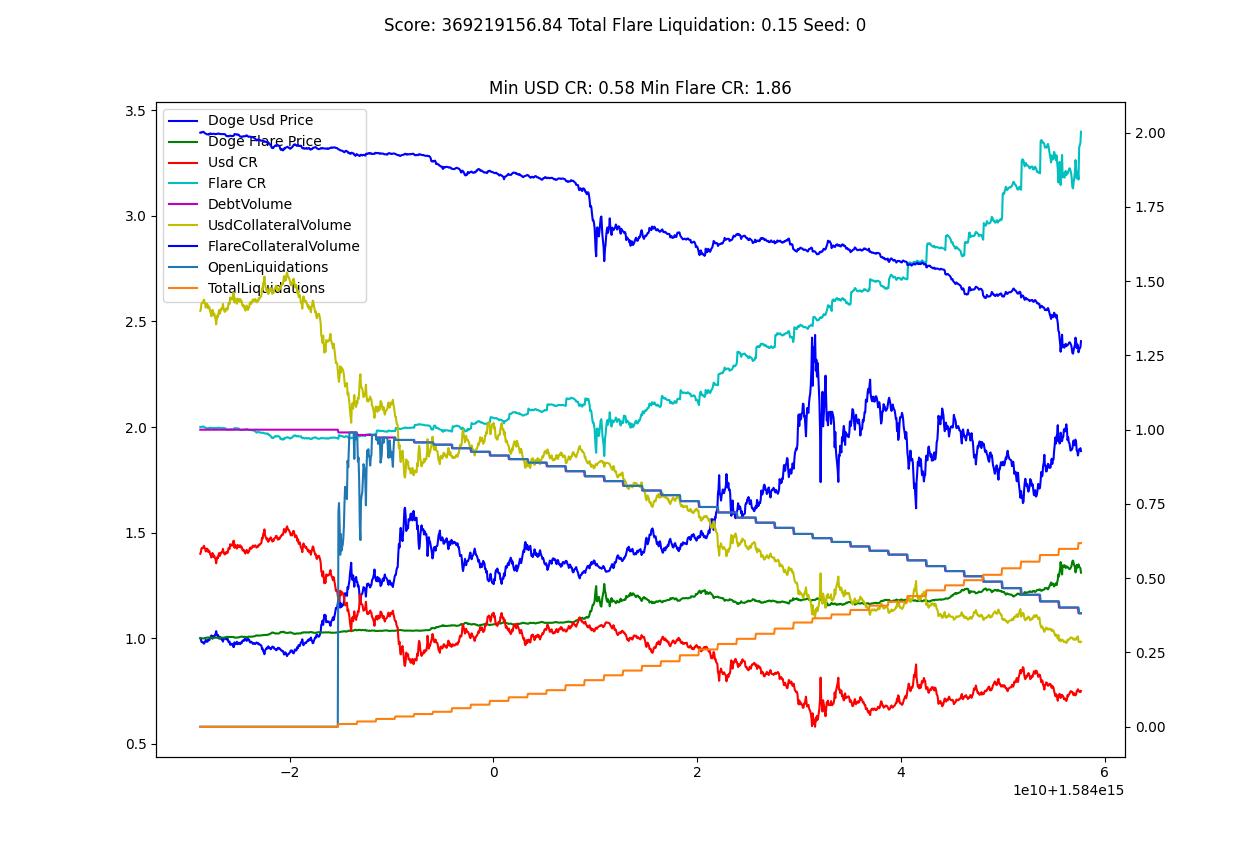 Score: 369219156.84 Total Flare Liquidation: 0.15 Seed: 0
Min USD CR: 0.58 Min Flare CR: 1.86
3.5
3.0
2.5
2.0
1.5
1.0
0.5
Doge Usd Price
Doge Flare Price
Usd CR
Flare CR
DebtVolume
UsdCollateralVolume
FlareCollateralVolume
OpenLiquidations
TotalLiquidations
2.00
1.75
1.50
1.25
1.00
0.75
0.50
0.25
0.00
−2 0 2 4 6
1e10+1.584e15